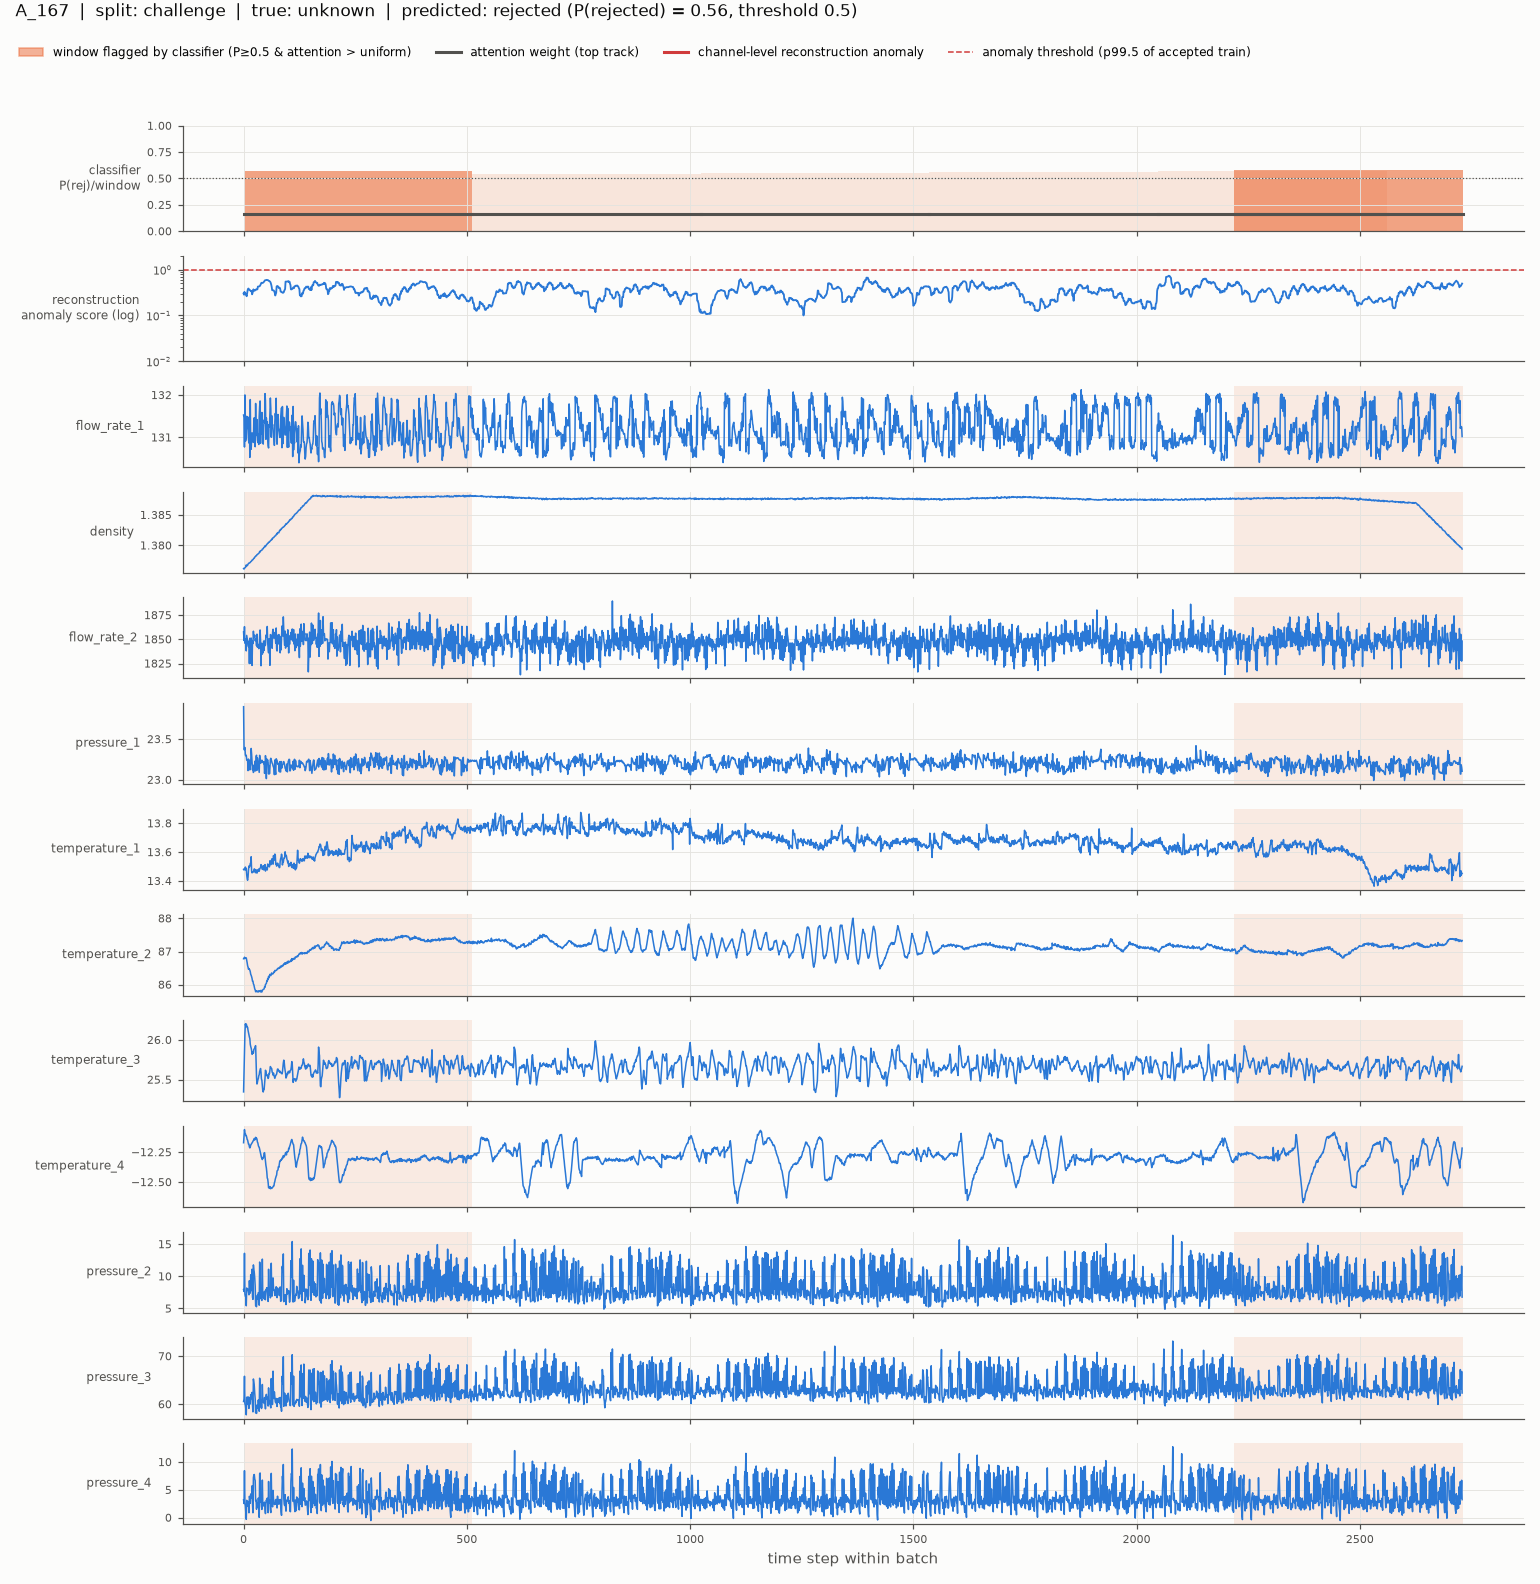 A_167 | split: challenge | true: unknown | predicted: rejected (P(rejected) = 0.56, threshold 0.5)
window flagged by classifier (P≥0.5 & attention > uniform)
attention weight (top track)
channel-level reconstruction anomaly
anomaly threshold (p99.5 of accepted train)
classifier
P(rej)/window
1.00
0.75
0.50
0.25
0.00
reconstruction
anomaly score (log)
10⁰
10⁻¹
10⁻²
flow_rate_1
132
131
density
1.385
1.380
flow_rate_2
1875
1850
1825
pressure_1
23.5
23.0
temperature_1
13.8
13.6
13.4
temperature_2
88
87
86
temperature_3
26.0
25.5
temperature_4
−12.25
−12.50
pressure_2
15
10
5
pressure_3
70
60
pressure_4
10
5
0
0
500
1000
1500
2000
2500
time step within batch